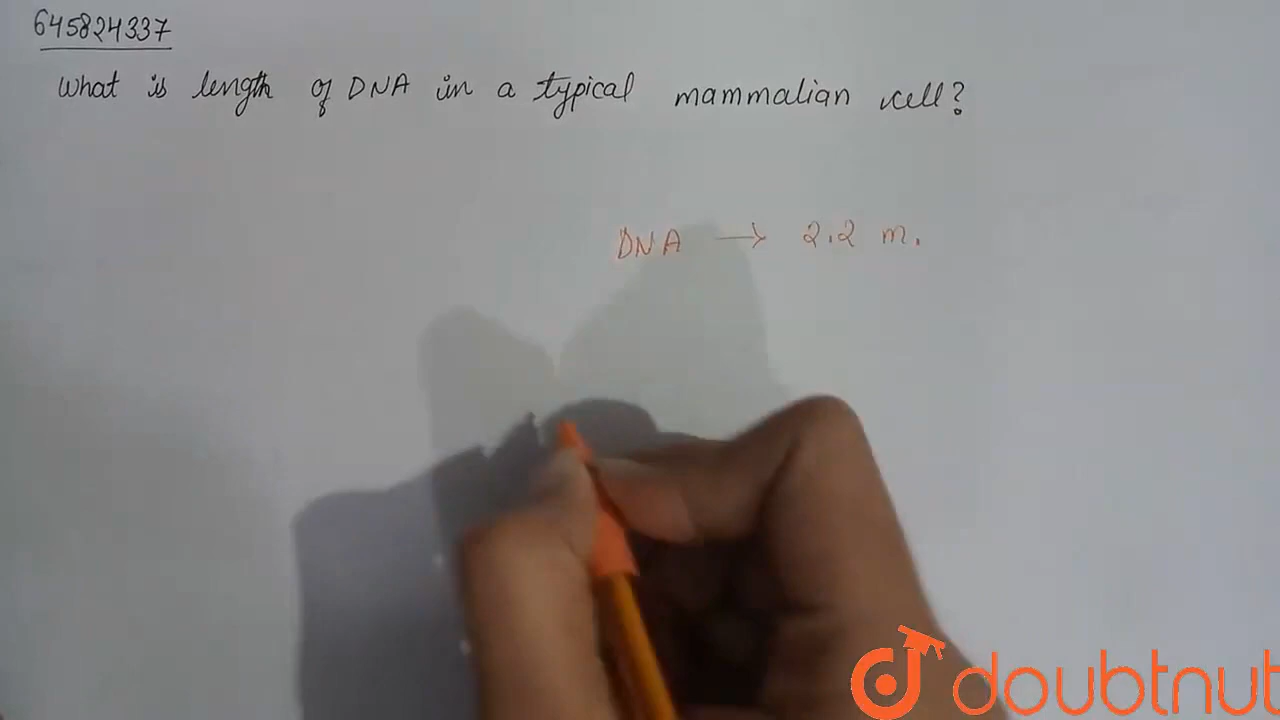 645824337
What is length of DNA in a typical mammalian cell?
DNA → 2.2 m.
doubtnut